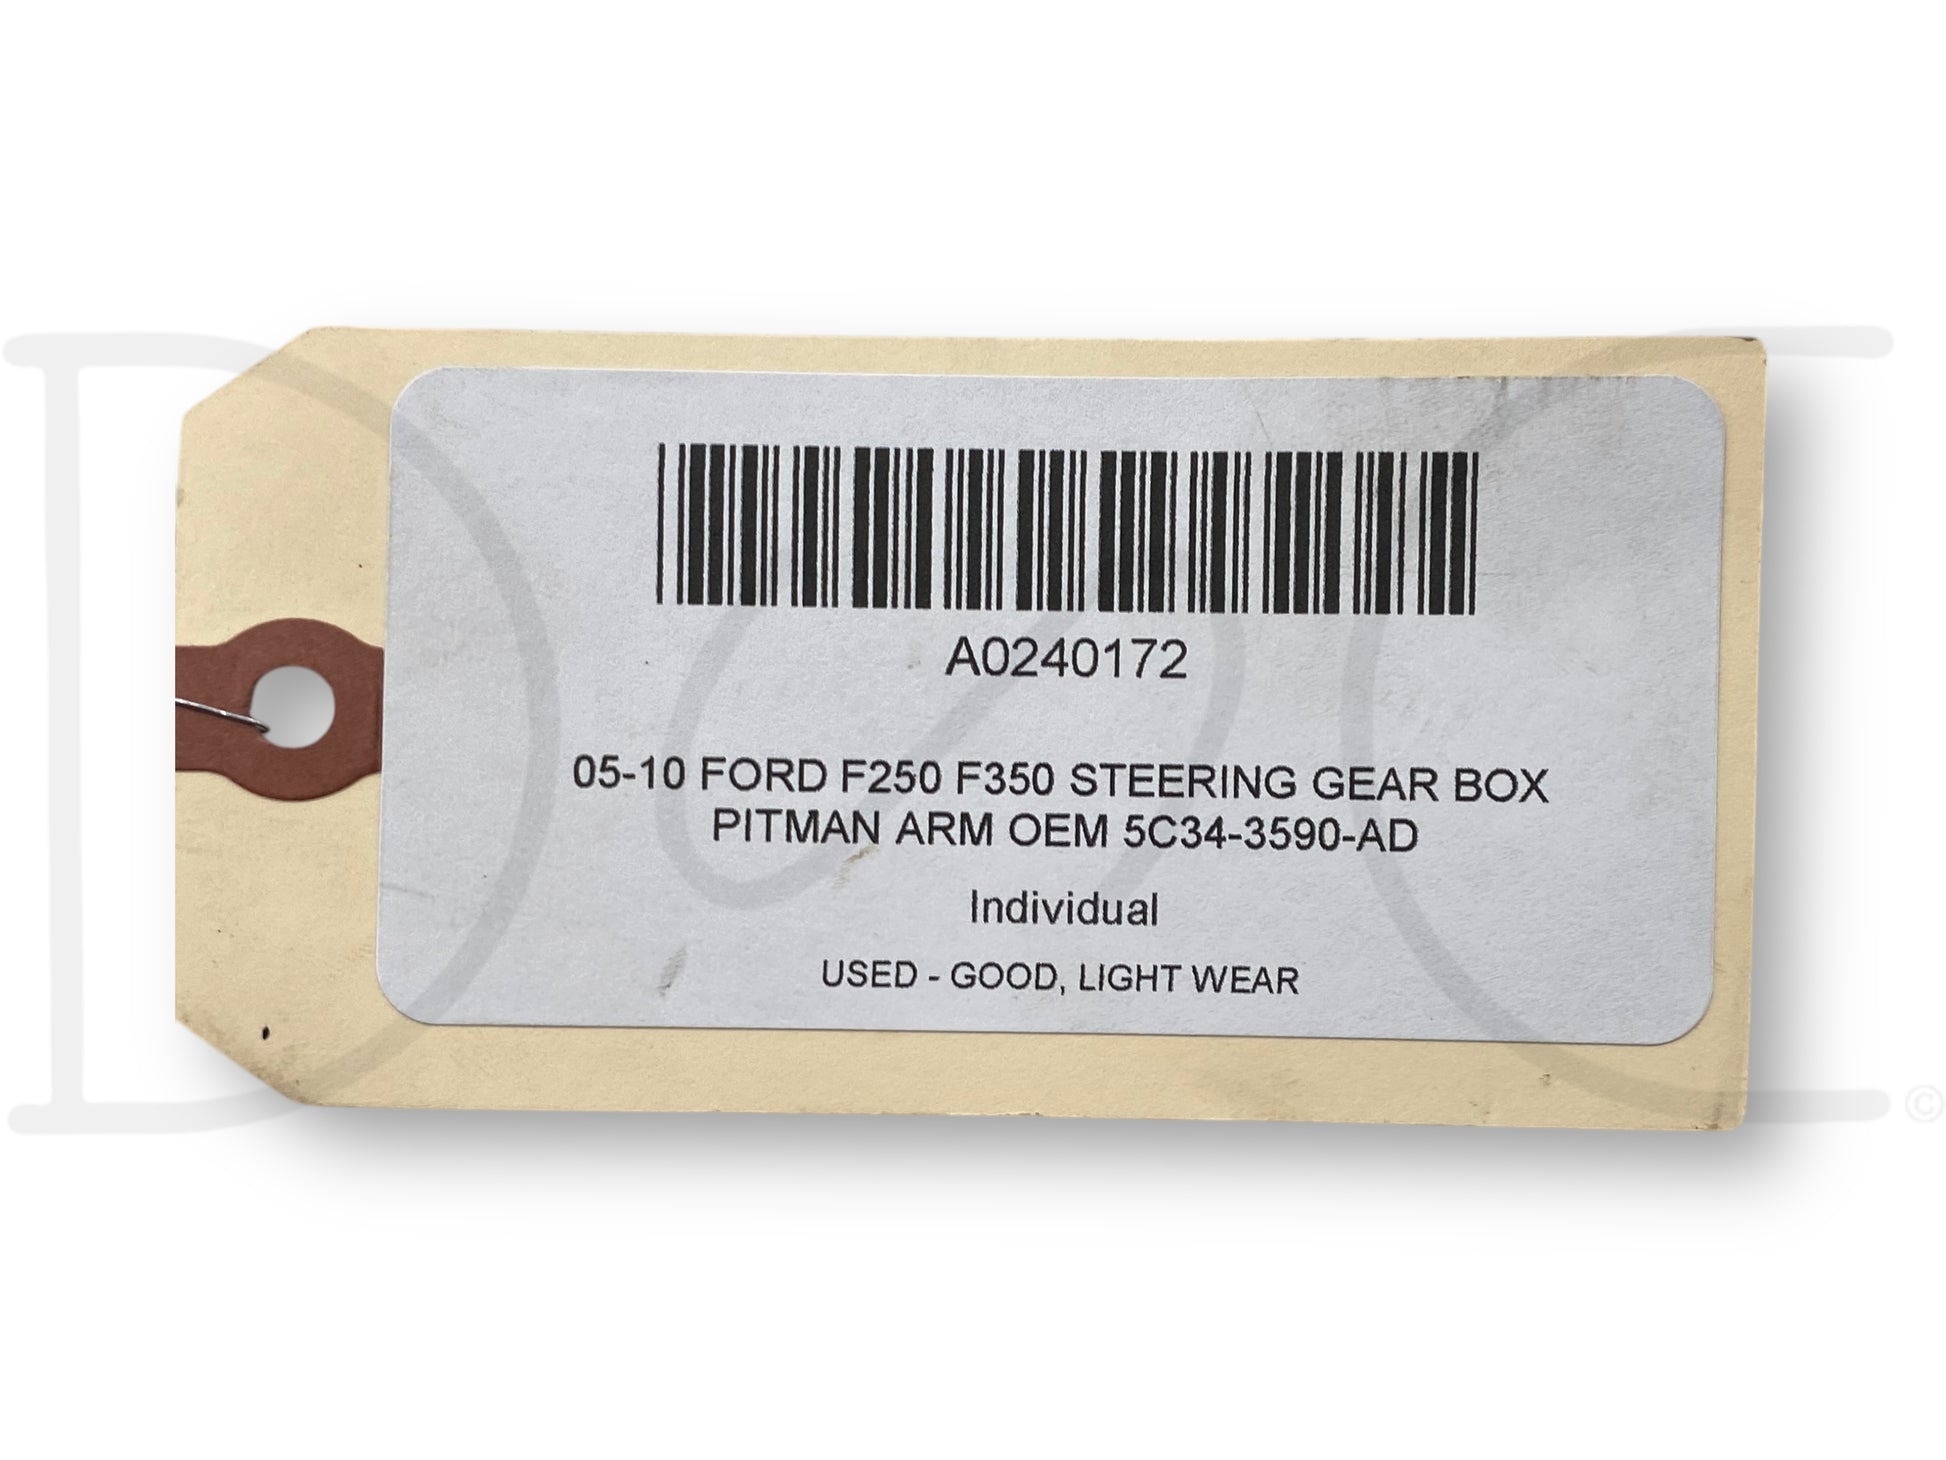 A0240172
05-10 FORD F250 F350 STEERING GEAR BOX
PITMAN ARM OEM 5C34-3590-AD
Individual
USED - GOOD, LIGHT WEAR
©